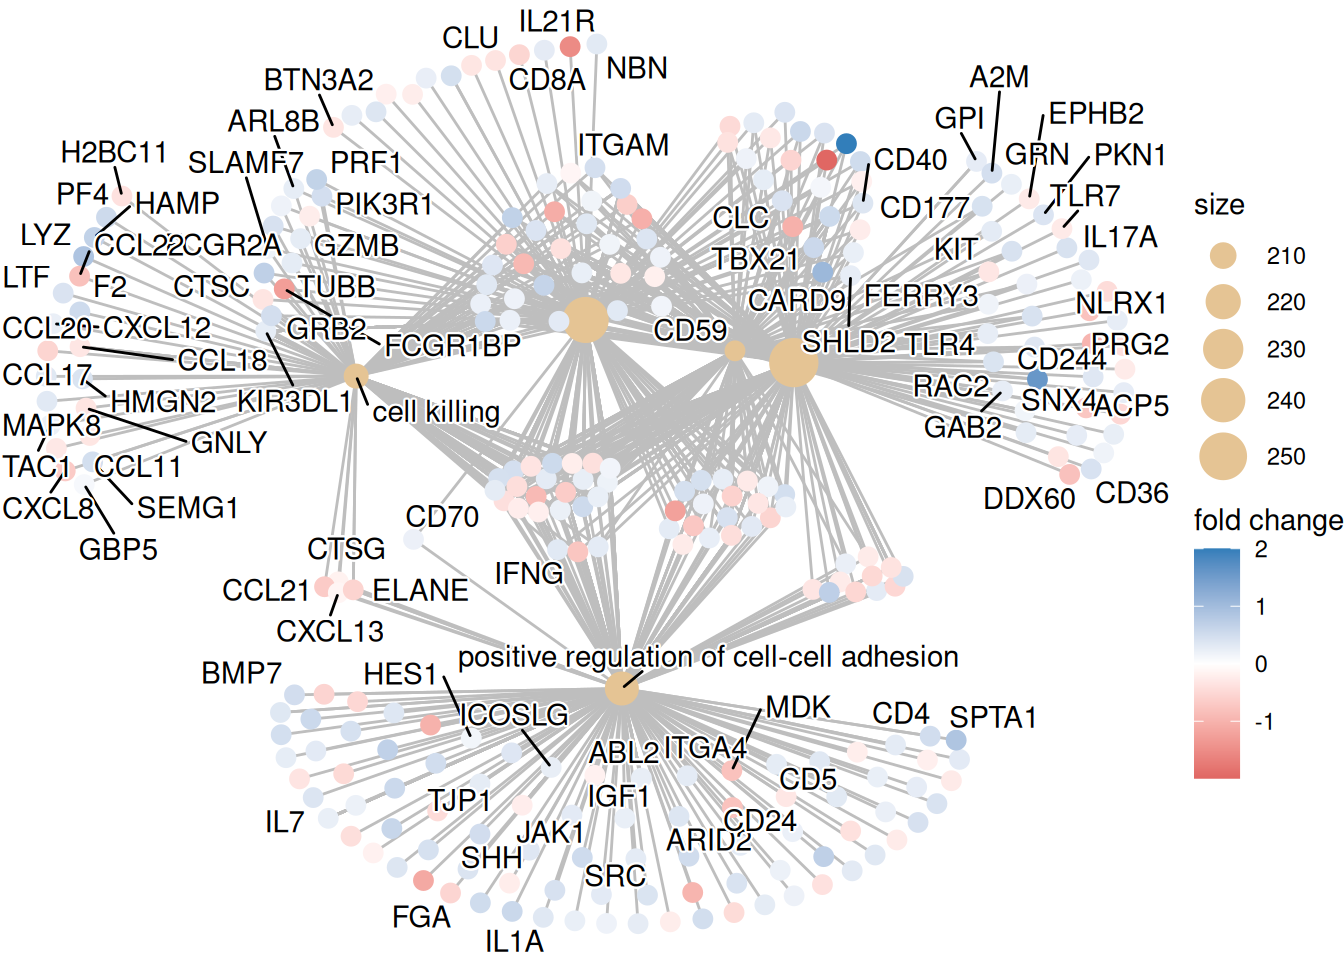 IL21R
CLU
NBN
CD8A
BTN3A2
A2M
GPI
EPHB2
ARL8B
ITGAM
GRN
PKN1
H2BC11
SLAMF7
PRF1
CD40
PF4
HAMP
PIK3R1
TLR7
CLC
CD177
LYZ
CCL22
CGR2A
GZMB
KIT
IL17A
LTF
F2
CTSC
TUBB
TBX21
CARD9
FERRY3
NLRX1
CCL20
CXCL12
GRB2
FCGR1BP
CD59
SHLD2
TLR4
PRG2
CCL18
CD244
CCL17
HMGN2
KIR3DL1
cell killing
RAC2
SNX4
ACP5
MAPK8
GNLY
GAB2
TAC1
CCL11
CXCL8
SEMG1
DDX60
CD36
GBP5
CD70
CTSG
IFNG
CCL21
ELANE
CXCL13
positive regulation of cell-cell adhesion
BMP7
HES1
ICOSLG
MDK
CD4
SPTA1
ABL2
ITGA4
CD5
IL7
TJP1
IGF1
JAK1
ARID2
CD24
SHH
SRC
FGA
IL1A
size
210
220
230
240
250
fold change
2
1
0
-1